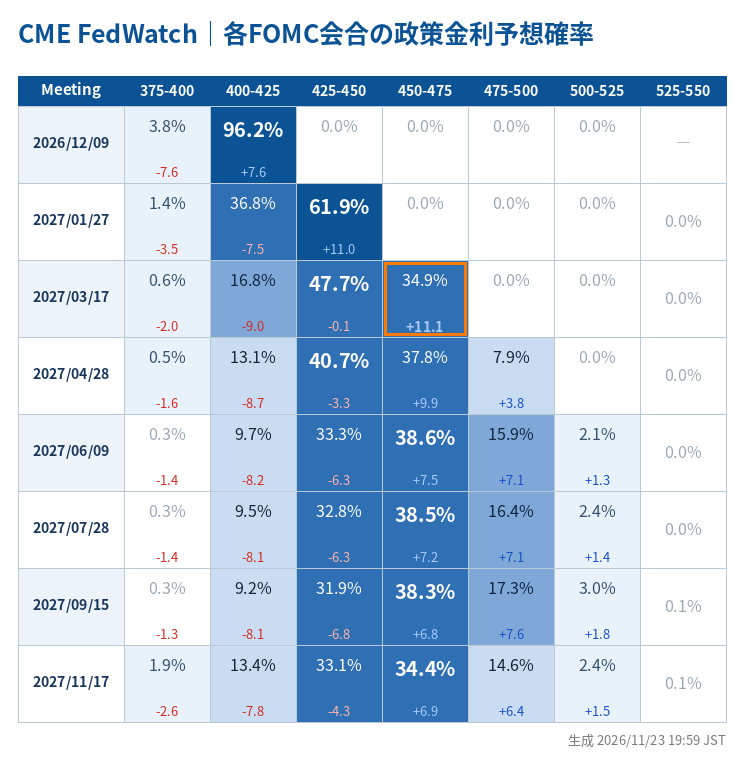 CME FedWatch｜各FOMC会合の政策金利予想確率
Meeting 375-400 400-425 425-450 450-475 475-500 500-525 525-550
2026/12/09 3.8% 96.2% 0.0% 0.0% 0.0% 0.0% —
-7.6 +7.6
2027/01/27 1.4% 36.8% 61.9% 0.0% 0.0% 0.0% 0.0%
-3.5 -7.5 +11.0
2027/03/17 0.6% 16.8% 47.7% 34.9% 0.0% 0.0% 0.0%
-2.0 -9.0 -0.1 +11.1
2027/04/28 0.5% 13.1% 40.7% 37.8% 7.9% 0.0% 0.0%
-1.6 -8.7 -3.3 +9.9 +3.8
2027/06/09 0.3% 9.7% 33.3% 38.6% 15.9% 2.1% 0.0%
-1.4 -8.2 -6.3 +7.5 +7.1 +1.3
2027/07/28 0.3% 9.5% 32.8% 38.5% 16.4% 2.4% 0.0%
-1.4 -8.1 -6.3 +7.2 +7.1 +1.4
2027/09/15 0.3% 9.2% 31.9% 38.3% 17.3% 3.0% 0.1%
-1.3 -8.1 -6.8 +6.8 +7.6 +1.8
2027/11/17 1.9% 13.4% 33.1% 34.4% 14.6% 2.4% 0.1%
-2.6 -7.8 -4.3 +6.9 +6.4 +1.5
生成 2026/11/23 19:59 JST